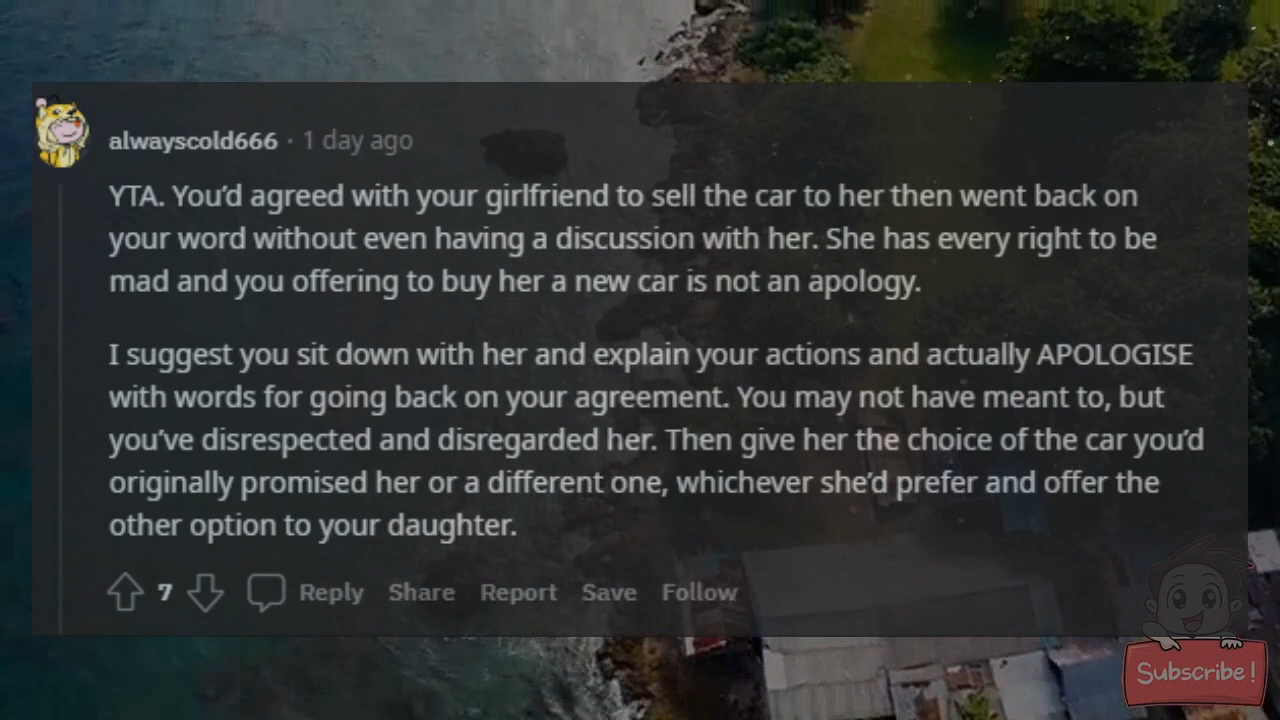 alwayscold666 · 1 day ago
YTA. You'd agreed with your girlfriend to sell the car to her then went back on
your word without even having a discussion with her. She has every right to be
mad and you offering to buy her a new car is not an apology.
I suggest you sit down with her and explain your actions and actually APOLOGISE
with words for going back on your agreement. You may not have meant to, but
you've disrespected and disregarded her. Then give her the choice of the car you'd
originally promised her or a different one, whichever she'd prefer and offer the
other option to your daughter.
7 Reply Share Report Save Follow
Subscribe!